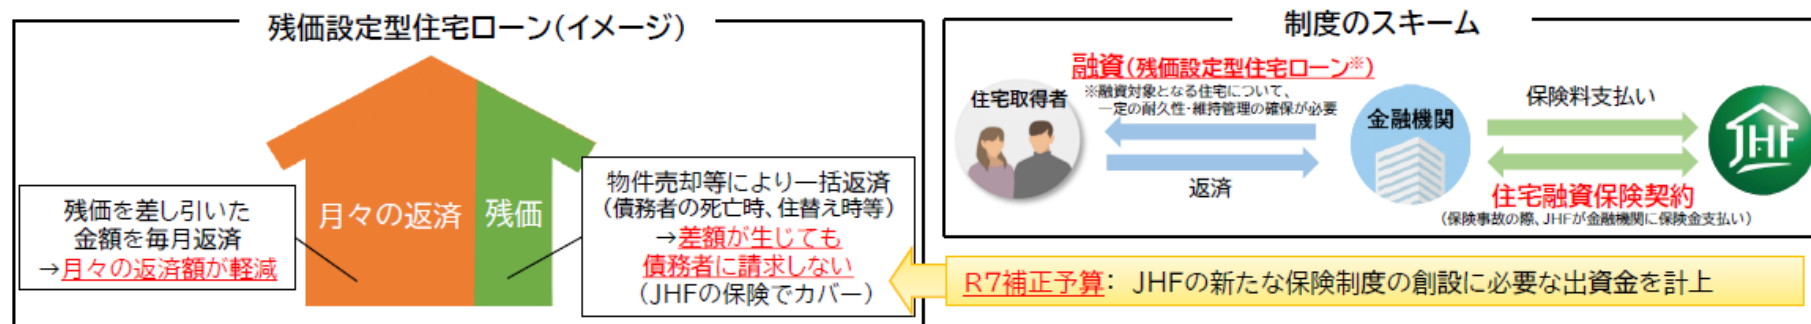 残価設定型住宅ローン(イメージ)
残価を差し引いた
金額を毎月返済
→月々の返済額が軽減
月々の返済
残価
物件売却等により一括返済
(債務者の死亡時、住替え時等)
→差額が生じても
債務者に請求しない
(JHFの保険でカバー)
制度のスキーム
融資(残価設定型住宅ローン※)
※融資対象となる住宅について、
一定の耐久性・維持管理の確保が必要
住宅取得者
返済
金融機関
保険料支払い
JHF
住宅融資保険契約
(保険事故の際、JHFが金融機関に保険金支払い)
R7補正予算: JHFの新たな保険制度の創設に必要な出資金を計上